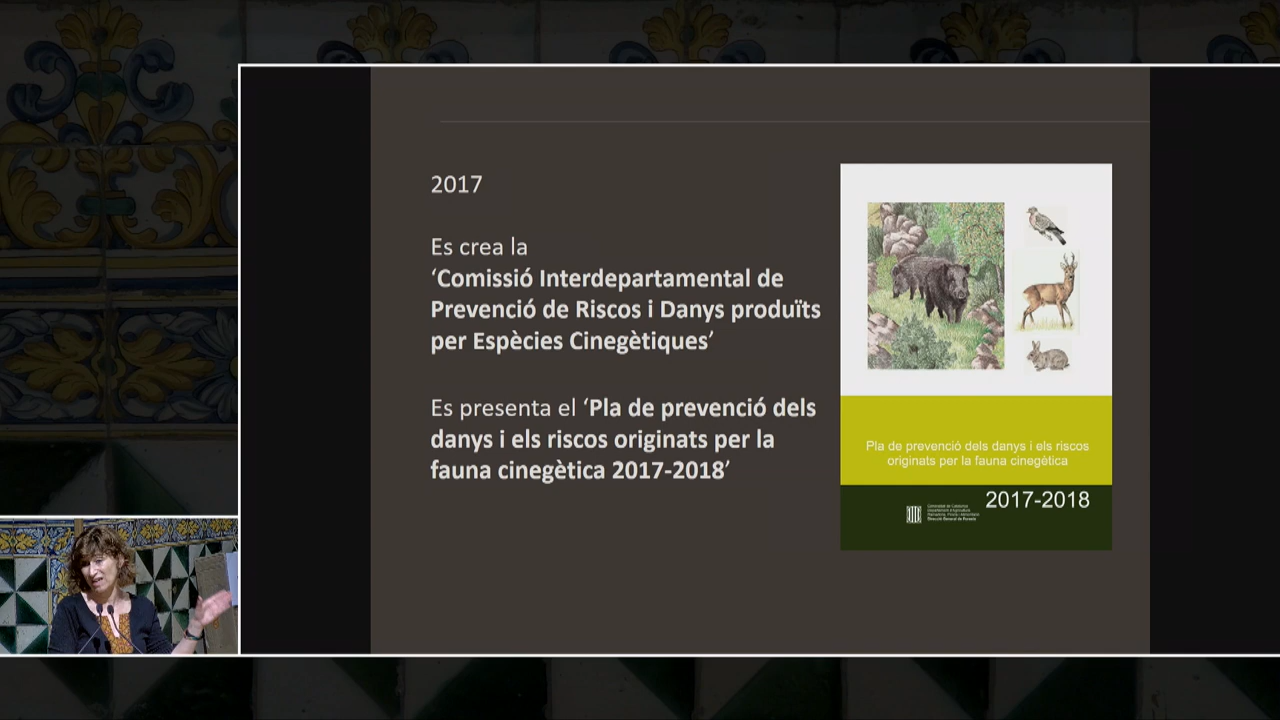 2017
Es crea la
‘Comissió Interdepartamental de
Prevenció de Riscos i Danys produïts
per Espècies Cinegètiques’
Es presenta el ‘Pla de prevenció dels
danys i els riscos originats per la
fauna cinegètica 2017-2018’
Pla de prevenció dels danys i els riscos
originats per la fauna cinegètica
2017-2018
Generalitat de Catalunya